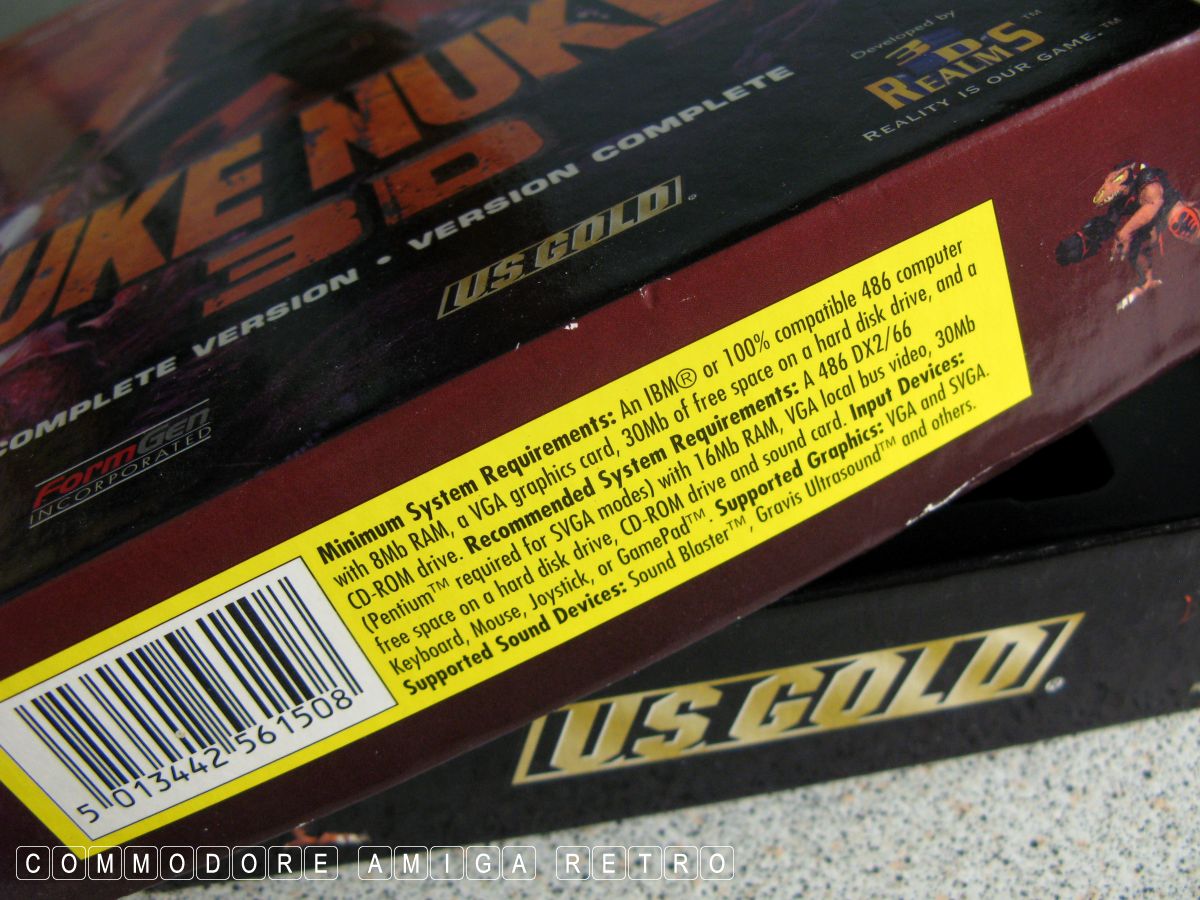 UKE NUKE
3D
COMPLETE VERSION • VERSION COMPLETE
Developed by
3D
REALMS™
REALITY IS OUR GAME.™
US GOLD®
FormGen
INCORPORATED
Minimum System Requirements: An IBM® or 100% compatible 486 computer
with 8Mb RAM, a VGA graphics card, 30Mb of free space on a hard disk drive, and a
CD-ROM drive. Recommended System Requirements: A 486 DX2/66
(Pentium™ required for SVGA modes) with 16Mb RAM, VGA local bus video, 30Mb
free space on a hard disk drive, CD-ROM drive and sound card. Input Devices:
Keyboard, Mouse, Joystick, or GamePad™. Supported Graphics: VGA and SVGA.
Supported Sound Devices: Sound Blaster™, Gravis Ultrasound™ and others.
5 013442 561508
US GOLD®
COMMODORE AMIGA RETRO